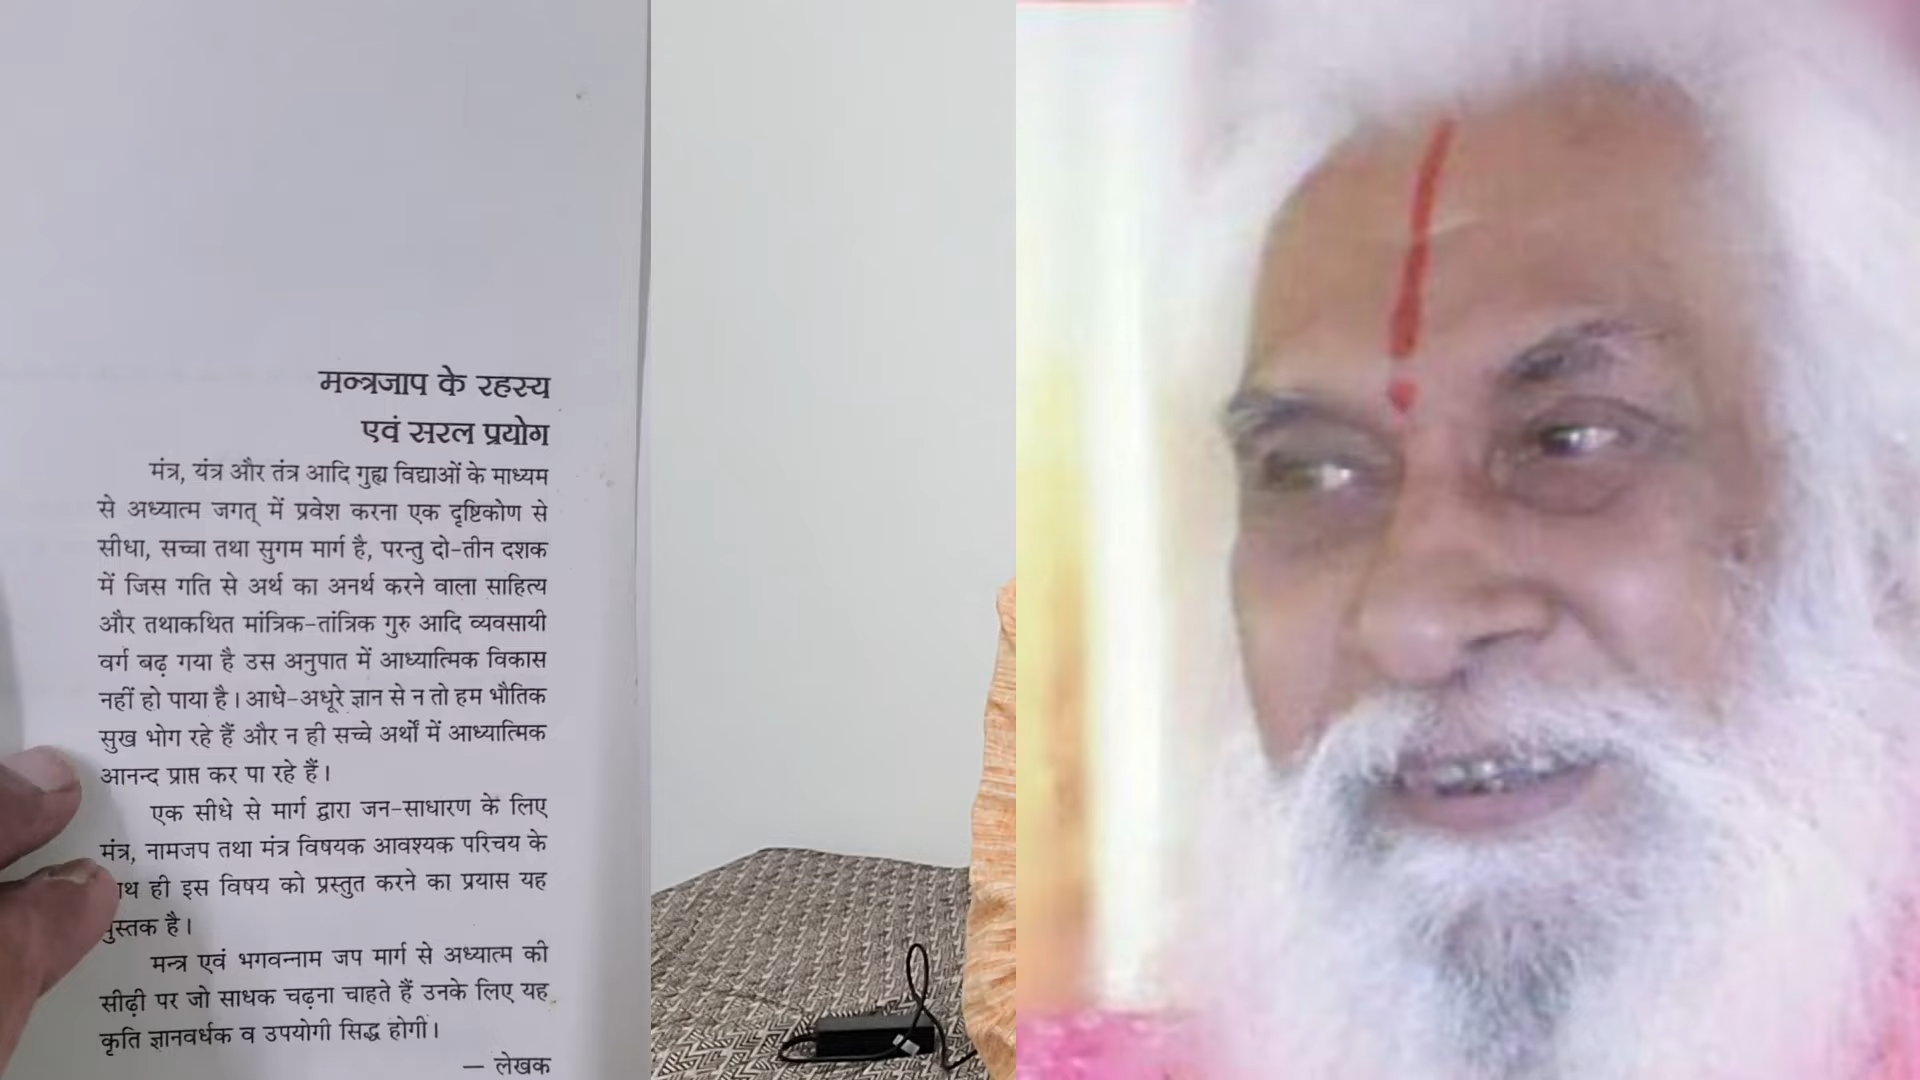 मन्त्रजाप के रहस्य
एवं सरल प्रयोग
मंत्र, यंत्र और तंत्र आदि गुह्य विद्याओं के माध्यम
से अध्यात्म जगत् में प्रवेश करना एक दृष्टिकोण से
सीधा, सच्चा तथा सुगम मार्ग है, परन्तु दो-तीन दशक
में जिस गति से अर्थ का अनर्थ करने वाला साहित्य
और तथाकथित मांत्रिक-तांत्रिक गुरु आदि व्यवसायी
वर्ग बढ़ गया है उस अनुपात में आध्यात्मिक विकास
नहीं हो पाया है। आधे-अधूरे ज्ञान से न तो हम भौतिक
सुख भोग रहे हैं और न ही सच्चे अर्थों में आध्यात्मिक
आनन्द प्राप्त कर पा रहे हैं।
एक सीधे से मार्ग द्वारा जन-साधारण के लिए
मंत्र, नामजप तथा मंत्र विषयक आवश्यक परिचय के
ही इस विषय को प्रस्तुत करने का प्रयास यह
है।
मन्त्र एवं भगवन्नाम जप मार्ग से अध्यात्म की
सीढ़ी पर जो साधक चढ़ना चाहते हैं उनके लिए यह
कृति ज्ञानवर्धक व उपयोगी सिद्ध होगी।
— लेखक